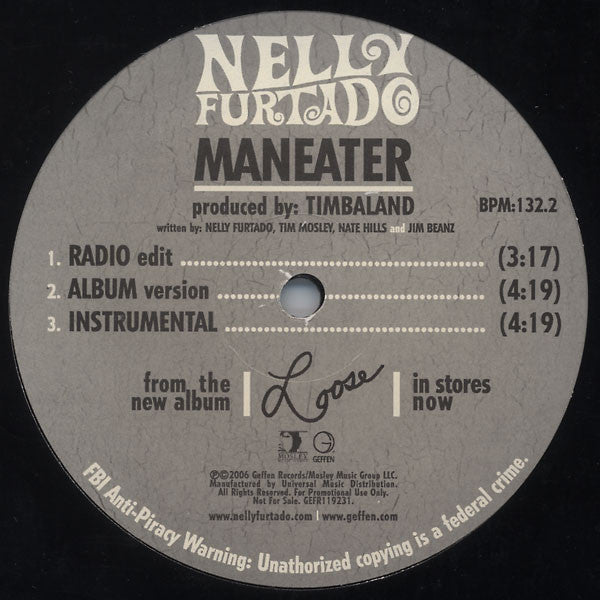 NELLY
FURTADO
MANEATER
produced by: TIMBALAND
BPM:132.2
written by: NELLY FURTADO, TIM MOSLEY, NATE HILLS and JIM BEANZ
1. RADIO edit ........ (3:17)
2. ALBUM version ........ (4:19)
3. INSTRUMENTAL ........ (4:19)
from the
new album
Loose
in stores
now
MOSLEY
GEFFEN
℗©2006 Geffen Records/Mosley Music Group LLC.
Manufactured by Universal Music Distribution.
All Rights Reserved. For Promotional Use Only.
Not For Sale. GEFR119231.
www.nellyfurtado.com | www.geffen.com
FBI Anti-Piracy Warning: Unathorized copying is a federal crime.